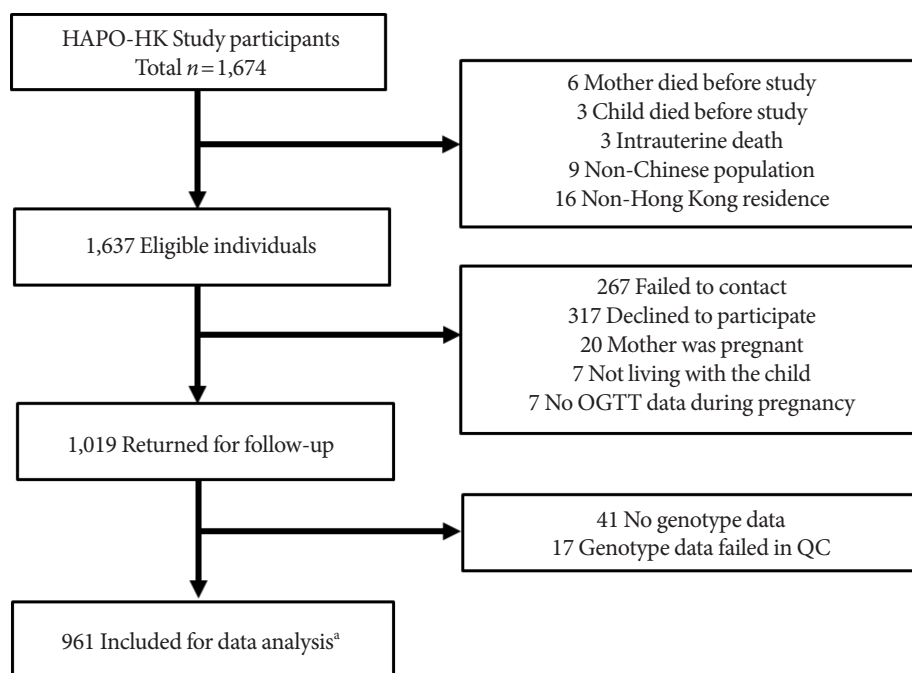 HAPO-HK Study participants
Total n=1,674
6 Mother died before study
3 Child died before study
3 Intrauterine death
9 Non-Chinese population
16 Non-Hong Kong residence
1,637 Eligible individuals
267 Failed to contact
317 Declined to participate
20 Mother was pregnant
7 Not living with the child
7 No OGTT data during pregnancy
1,019 Returned for follow-up
41 No genotype data
17 Genotype data failed in QC
961 Included for data analysisᵃ